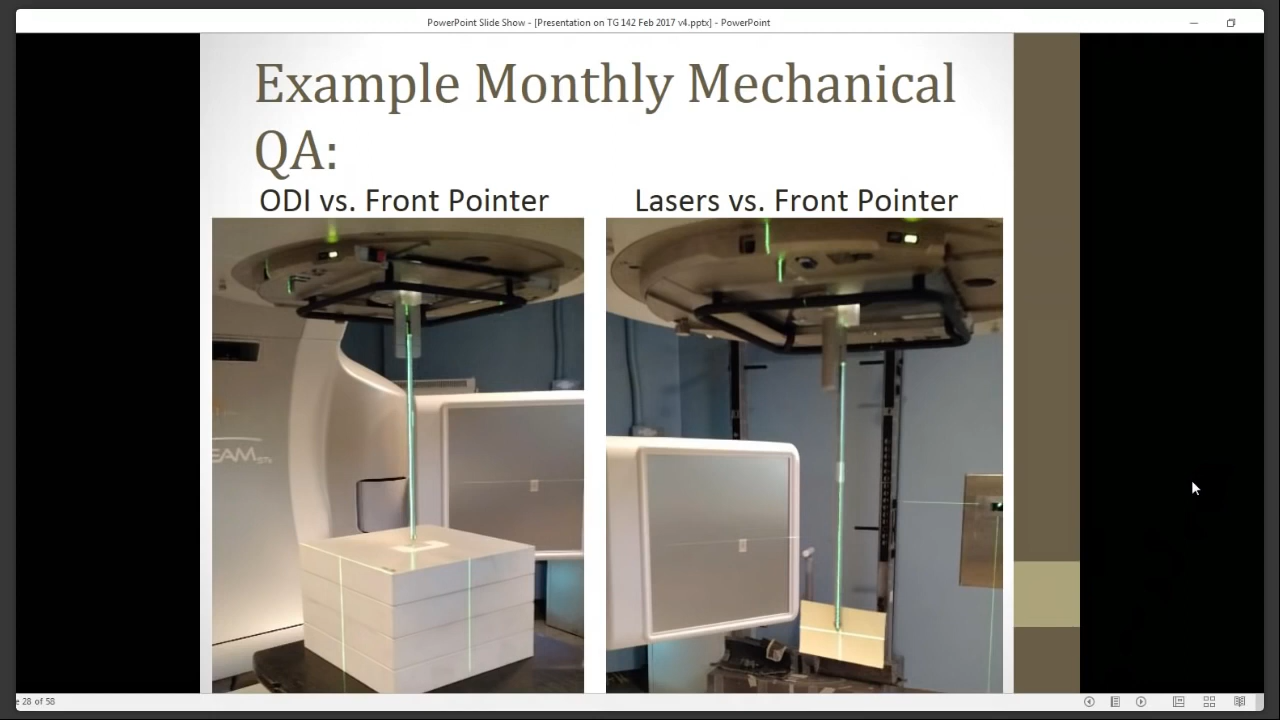 PowerPoint Slide Show - [Presentation on TG 142 Feb 2017 v4.pptx] - PowerPoint
Example Monthly Mechanical
QA:
ODI vs. Front Pointer
Lasers vs. Front Pointer
EAM
e 28 of 58